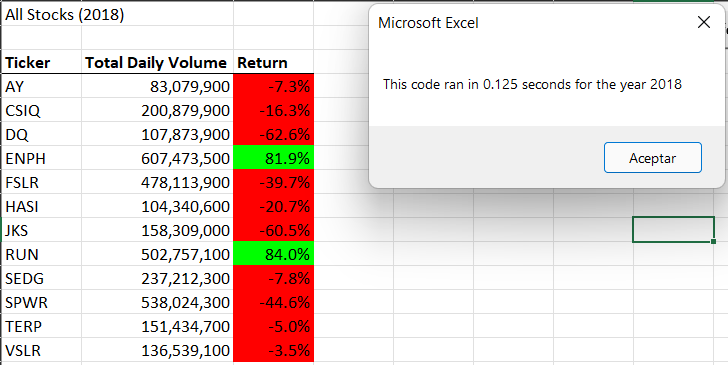 All Stocks (2018)
Ticker Total Daily Volume Return
AY 83,079,900 -7.3%
CSIQ 200,879,900 -16.3%
DQ 107,873,900 -62.6%
ENPH 607,473,500 81.9%
FSLR 478,113,900 -39.7%
HASI 104,340,600 -20.7%
JKS 158,309,000 -60.5%
RUN 502,757,100 84.0%
SEDG 237,212,300 -7.8%
SPWR 538,024,300 -44.6%
TERP 151,434,700 -5.0%
VSLR 136,539,100 -3.5%
Microsoft Excel
This code ran in 0.125 seconds for the year 2018
Aceptar